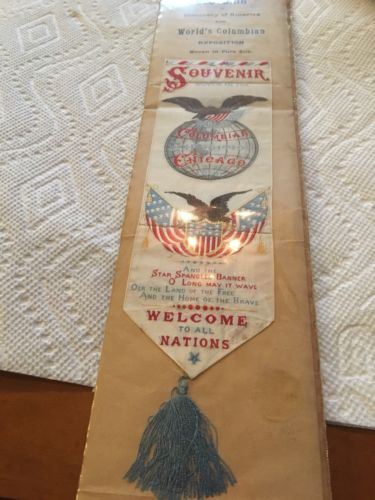 Discovery of America
World's Columbian
EXPOSITION
Woven in Pure Silk.
SOUVENIR
COLUMBIAN
CHICAGO
AND THE
STAR SPANGLED BANNER
O LONG MAY IT WAVE
OER THE LAND OF THE FREE
AND THE HOME OF THE BRAVE
WELCOME
TO ALL
NATIONS